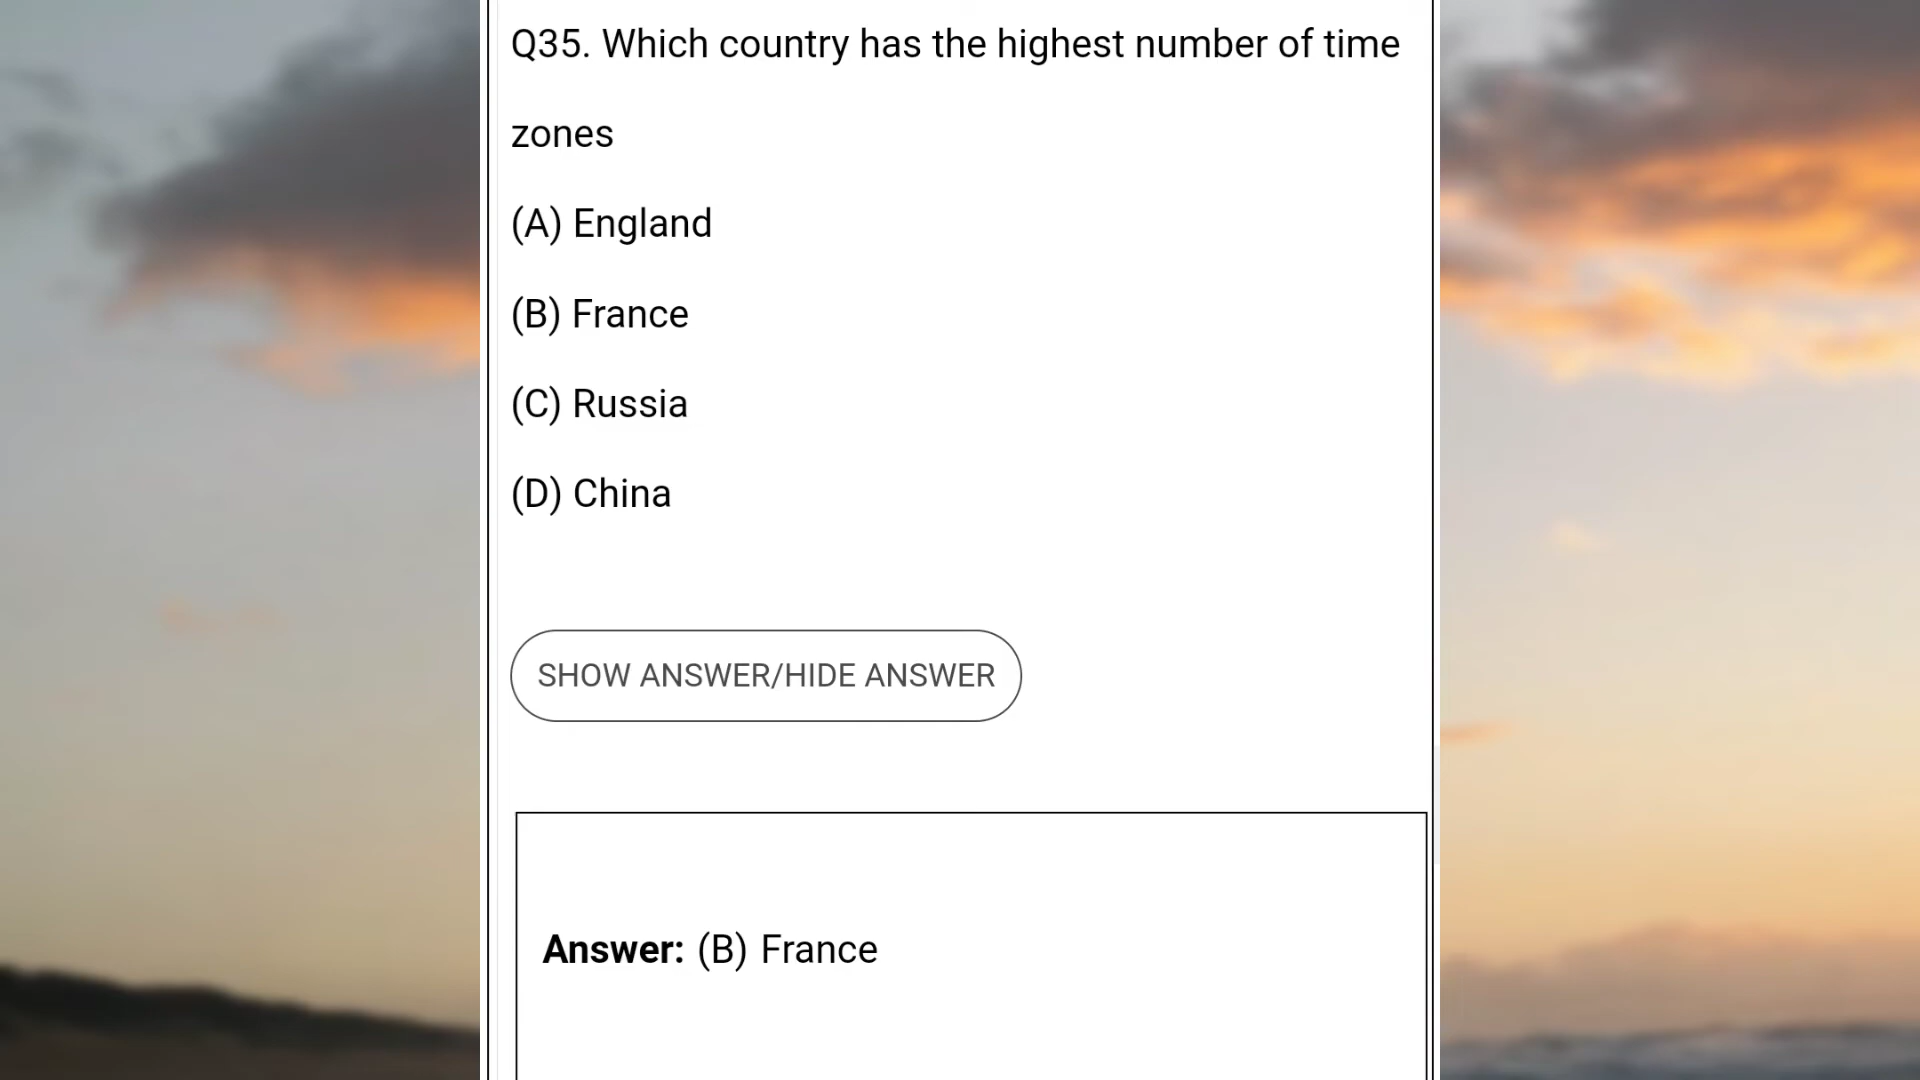 Q35. Which country has the highest number of time
zones
(A) England
(B) France
(C) Russia
(D) China
SHOW ANSWER/HIDE ANSWER
Answer: (B) France